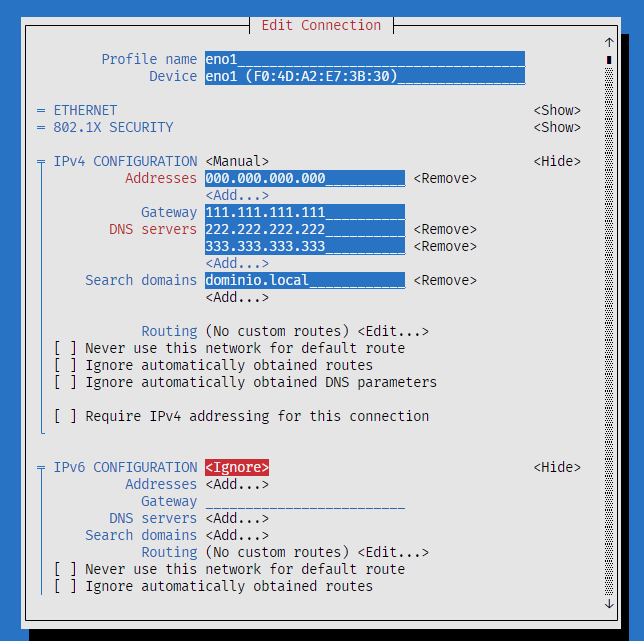 Edit Connection
Profile name eno1
Device eno1 (F0:4D:A2:E7:3B:30)
= ETHERNET <Show>
= 802.1X SECURITY <Show>
IPv4 CONFIGURATION <Manual> <Hide>
Addresses 000.000.000.000 <Remove>
<Add...>
Gateway 111.111.111.111
DNS servers 222.222.222.222 <Remove>
333.333.333.333 <Remove>
<Add...>
Search domains dominio.local <Remove>
<Add...>
Routing (No custom routes) <Edit...>
[ ] Never use this network for default route
[ ] Ignore automatically obtained routes
[ ] Ignore automatically obtained DNS parameters
[ ] Require IPv4 addressing for this connection
IPv6 CONFIGURATION <Ignore> <Hide>
Addresses <Add...>
Gateway
DNS servers <Add...>
Search domains <Add...>
Routing (No custom routes) <Edit...>
[ ] Never use this network for default route
[ ] Ignore automatically obtained routes